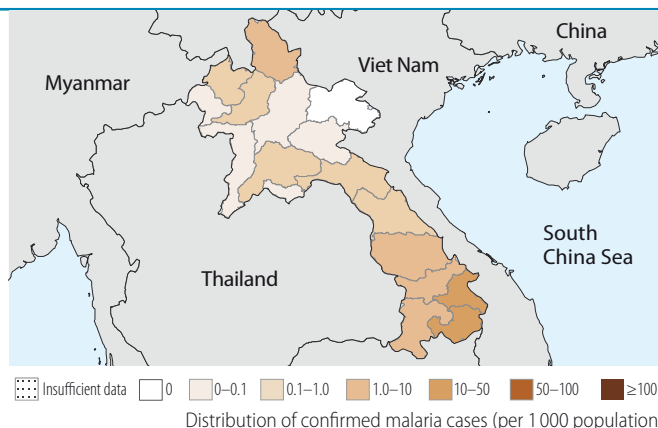 China
Viet Nam
Myanmar
South
China Sea
Thailand
Insufficient data 0 0–0.1 0.1–1.0 1.0–10 10–50 50–100 ≥100
Distribution of confirmed malaria cases (per 1 000 population